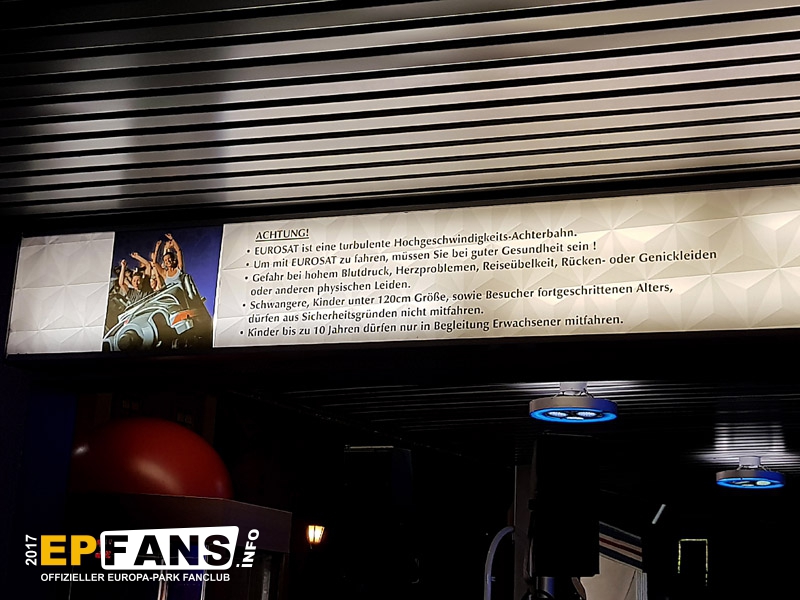 ACHTUNG!
• EUROSAT ist eine turbulente Hochgeschwindigkeits-Achterbahn.
• Um mit EUROSAT zu fahren, müssen Sie bei guter Gesundheit sein !
• Gefahr bei hohem Blutdruck, Herzproblemen, Reiseübelkeit, Rücken- oder Genickleiden
oder anderen physischen Leiden.
• Schwangere, Kinder unter 120cm Größe, sowie Besucher fortgeschrittenen Alters,
dürfen aus Sicherheitsgründen nicht mitfahren.
• Kinder bis zu 10 Jahren dürfen nur in Begleitung Erwachsener mitfahren.
2017 EPFANS.iNFO
OFFIZIELLER EUROPA-PARK FANCLUB